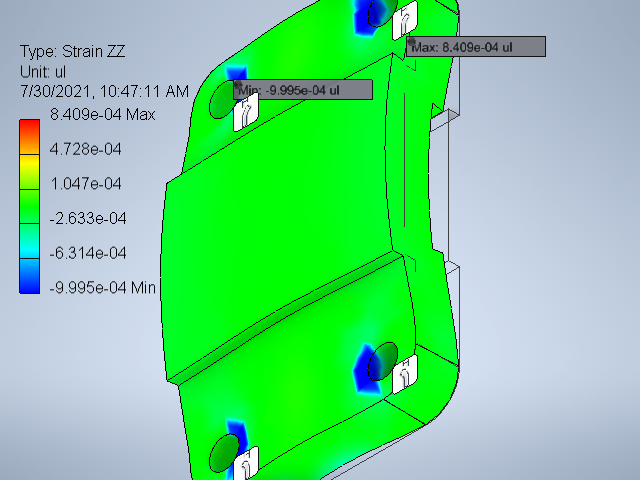 Type: Strain ZZ
Unit: ul
7/30/2021, 10:47:11 AM
8.409e-04 Max
4.728e-04
1.047e-04
-2.633e-04
-6.314e-04
-9.995e-04 Min
Max: 8.409e-04 ul
Min: -9.995e-04 ul